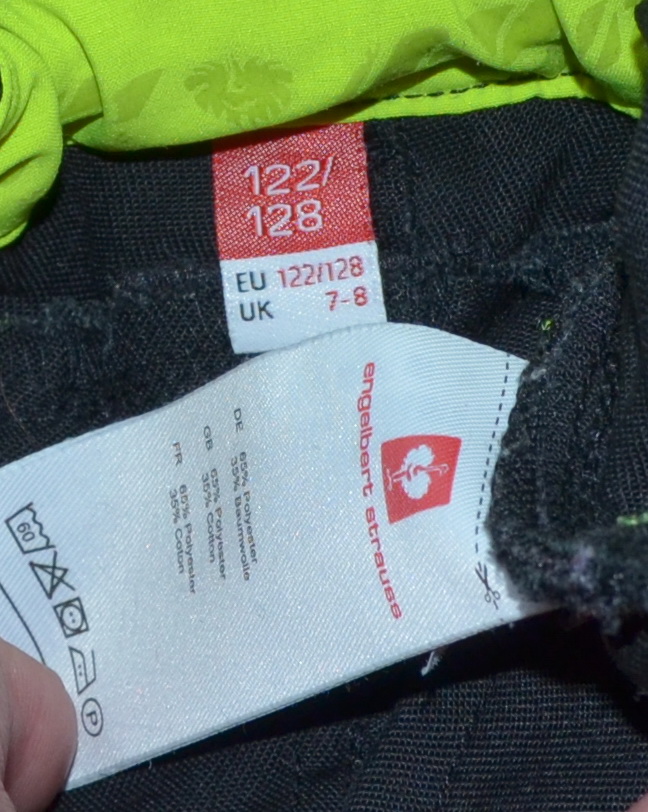 122/
128
EU 122/128
UK 7-8
engelbert strauss
DE 65% Polyester
35% Baumwolle
GB 65% Polyester
35% Cotton
FR 65% Polyester
35% Coton
60
P